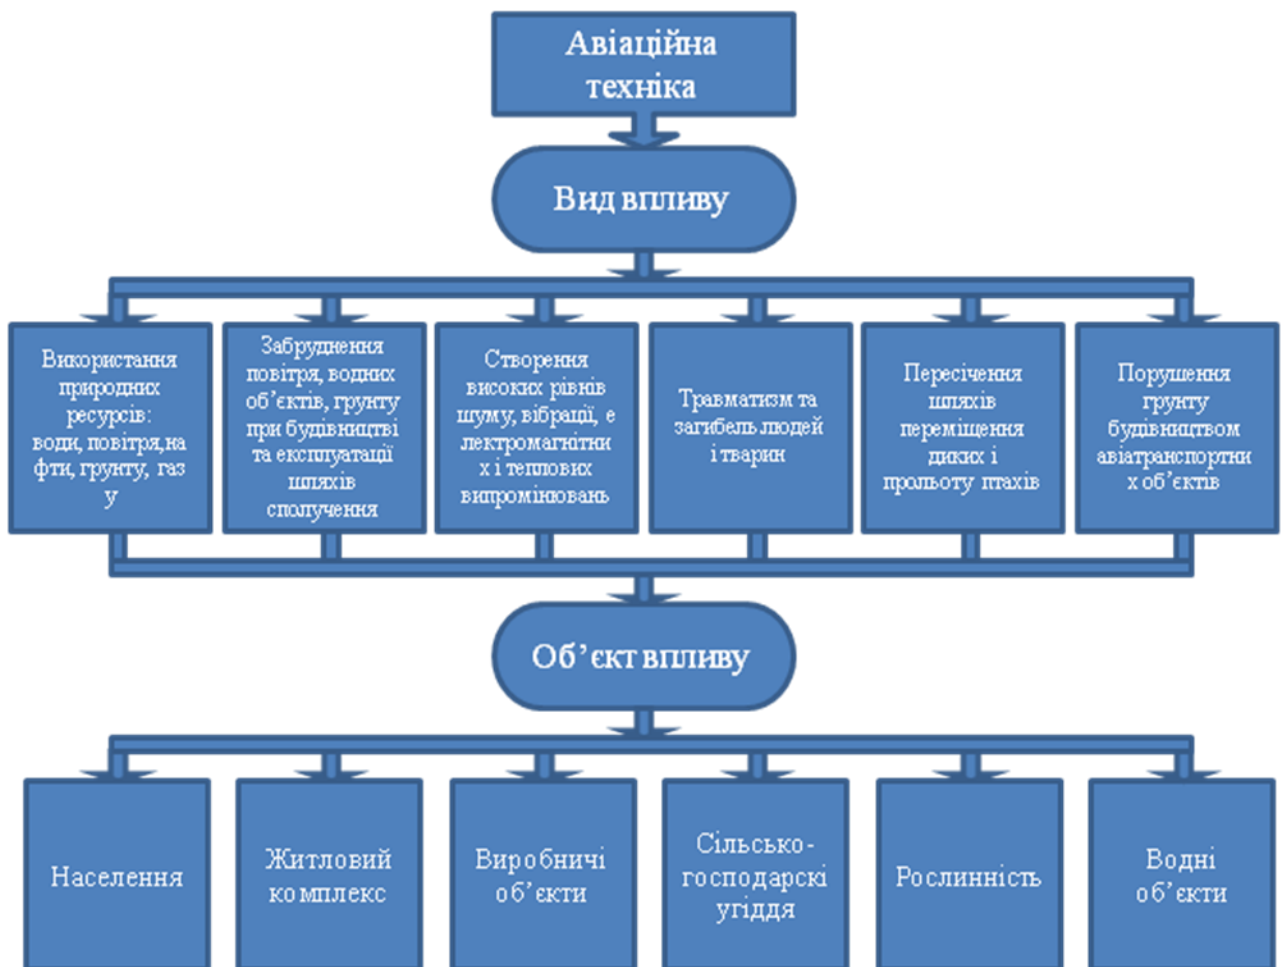 Авіаційна
техніка
Вид впливу
Використання
природних
ресурсів:
води, повітря,на
фти, грунту, газ
у
Забруднення
повітря, водних
об’єктів, грунту
при будівництві
та експлуатації
шляхів
сполучення
Створення
високих рівнів
шуму, вібрації, е
лектромагнітни
х і теплових
випромінювань
Травматизм та
загибель людей
і тварин
Пересічення
шляхів
переміщення
диких і
прольоту птахів
Порушення
грунту
будівництвом
авіатранспортни
х об’єктів
Об’єкт впливу
Населення
Житловий
комплекс
Виробничі
об’єкти
Сільсько-
господарскі
угіддя
Рослинність
Водні
об’єкти